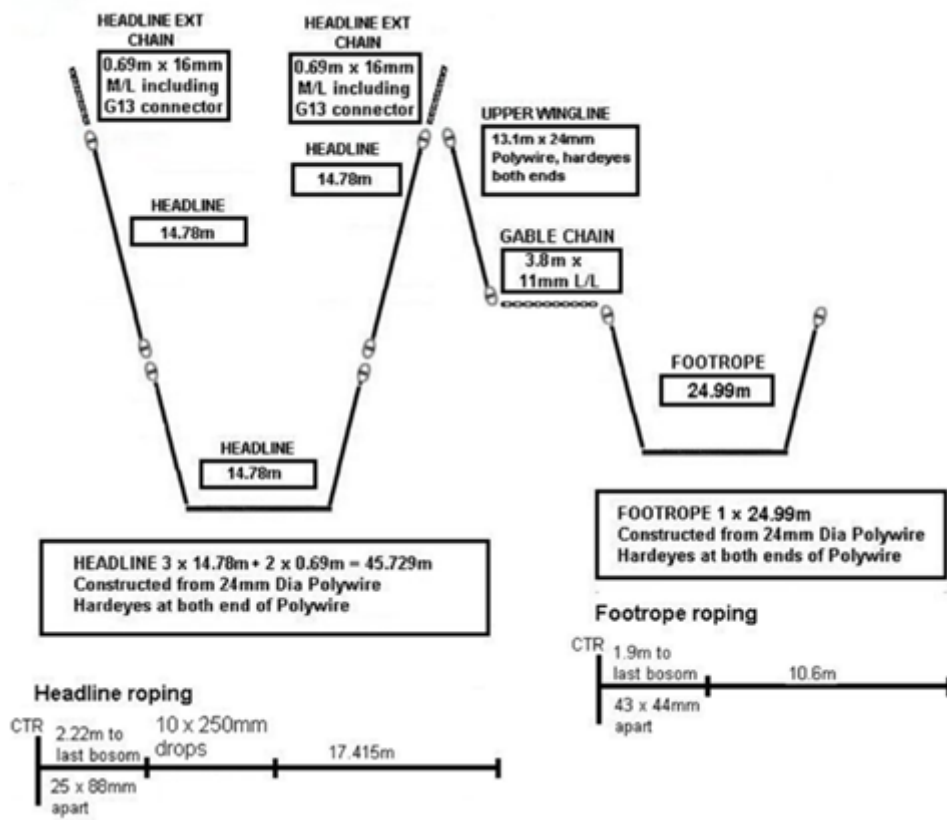 HEADLINE EXT
CHAIN
0.69m x 16mm
M/L including
G13 connector
HEADLINE EXT
CHAIN
0.69m x 16mm
M/L including
G13 connector
UPPER WINGLINE
13.1m x 24mm
Polywire, hardeyes
both ends
HEADLINE
14.78m
HEADLINE
14.78m
GABLE CHAIN
3.8m x
11mm L/L
FOOTROPE
24.99m
HEADLINE
14.78m
HEADLINE 3 x 14.78m + 2 x 0.69m = 45.729m
Constructed from 24mm Dia Polywire
Hardeyes at both end of Polywire
FOOTROPE 1 x 24.99m
Constructed from 24mm Dia Polywire
Hardeyes at both ends of Polywire
Footrope roping
CTR
1.9m to
last bosom
10.6m
43 x 44mm
apart
Headline roping
CTR
2.22m to
last bosom
10 x 250mm
drops
17.415m
25 x 88mm
apart